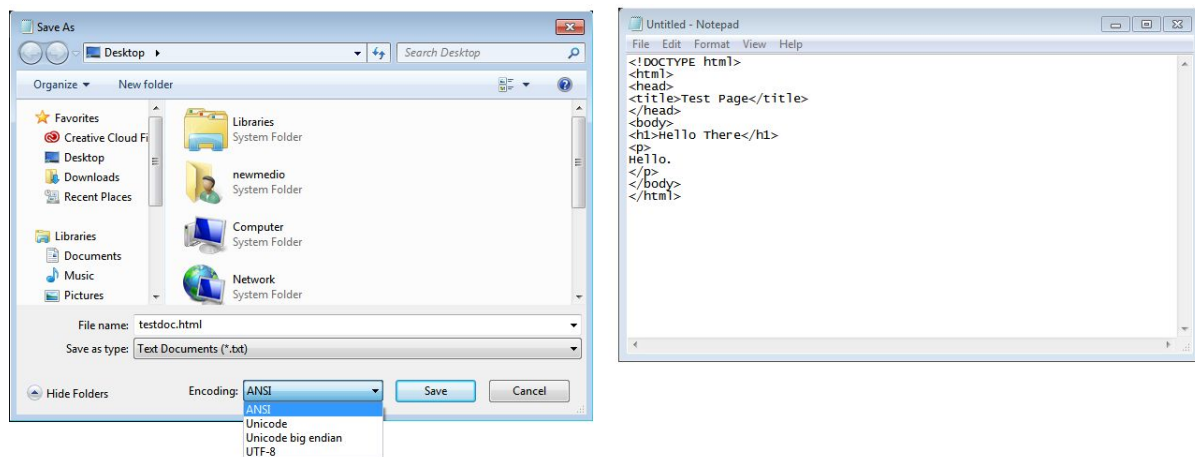 Save As
Desktop
Search Desktop
Organize
New folder
Favorites
Creative Cloud Fi
Desktop
Downloads
Recent Places
Libraries
Documents
Music
Pictures
Libraries
System Folder
newmedio
System Folder
Computer
System Folder
Network
System Folder
File name: testdoc.html
Save as type: Text Documents (*.txt)
Hide Folders
Encoding: ANSI
Save
Cancel
ANSI
Unicode
Unicode big endian
UTF-8
Untitled - Notepad
File Edit Format View Help
<!DOCTYPE html>
<html>
<head>
<title>Test Page</title>
</head>
<body>
<h1>Hello There</h1>
<p>
Hello.
</p>
</body>
</html>